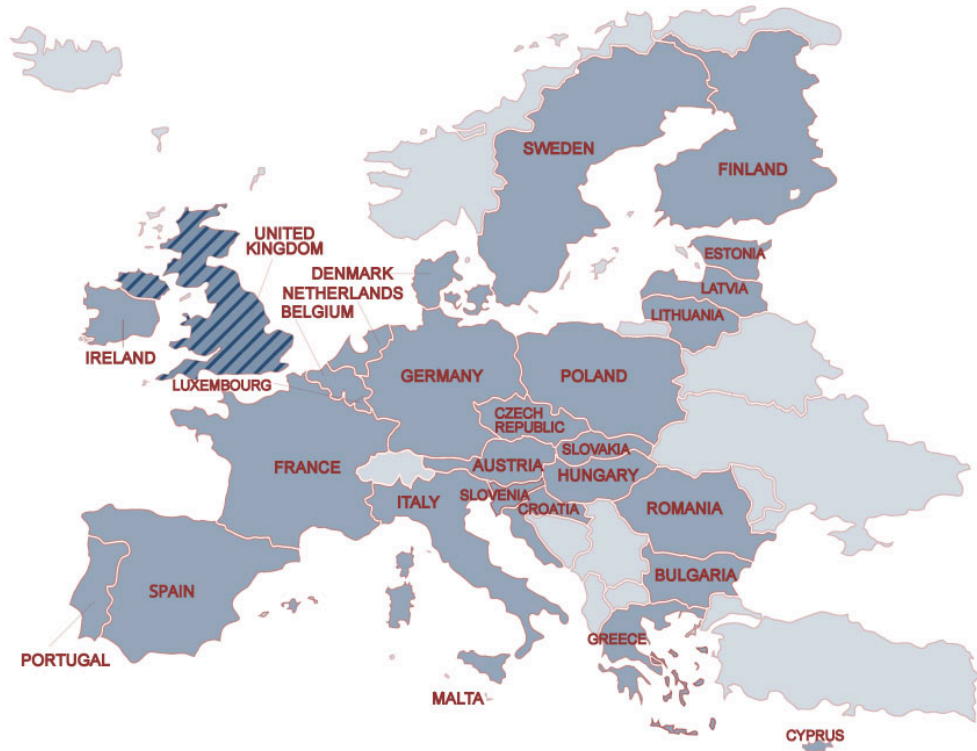 SWEDEN
FINLAND
UNITED
KINGDOM
ESTONIA
DENMARK
NETHERLANDS
LATVIA
BELGIUM
LITHUANIA
IRELAND
LUXEMBOURG
GERMANY
POLAND
CZECH
REPUBLIC
SLOVAKIA
FRANCE
AUSTRIA
HUNGARY
SLOVENIA
ITALY
CROATIA
ROMANIA
BULGARIA
SPAIN
GREECE
PORTUGAL
MALTA
CYPRUS